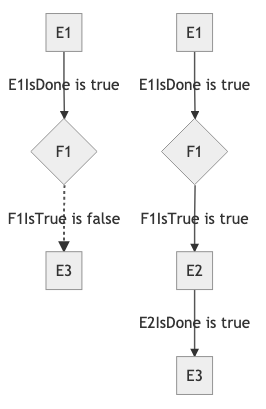 E1
E1IsDone is true
F1
F1IsTrue is false
E3
E1
E1IsDone is true
F1
F1IsTrue is true
E2
E2IsDone is true
E3